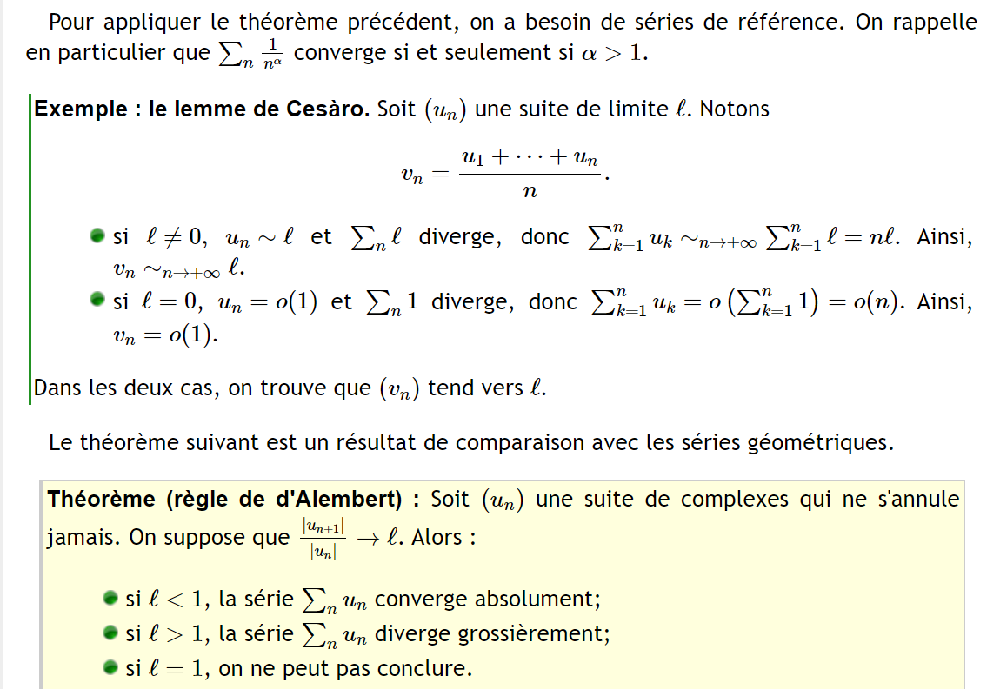 Pour appliquer le théorème précédent, on a besoin de séries de référence. On rappelle
en particulier que $\sum_n \frac{1}{n^\alpha}$ converge si et seulement si $\alpha > 1$.
Exemple : le lemme de Cesàro. Soit $(u_n)$ une suite de limite $\ell$. Notons
$v_n = \frac{u_1 + \cdots + u_n}{n}.$
si $\ell \neq 0$, $u_n \sim \ell$ et $\sum_n \ell$ diverge, donc $\sum_{k=1}^n u_k \sim_{n \to +\infty} \sum_{k=1}^n \ell = n\ell$. Ainsi,
$v_n \sim_{n \to +\infty} \ell$.
si $\ell = 0$, $u_n = o(1)$ et $\sum_n 1$ diverge, donc $\sum_{k=1}^n u_k = o\left(\sum_{k=1}^n 1\right) = o(n)$. Ainsi,
$v_n = o(1)$.
Dans les deux cas, on trouve que $(v_n)$ tend vers $\ell$.
Le théorème suivant est un résultat de comparaison avec les séries géométriques.
Théorème (règle de d'Alembert) : Soit $(u_n)$ une suite de complexes qui ne s'annule
jamais. On suppose que $\frac{|u_{n+1}|}{|u_n|} \to \ell$. Alors :
si $\ell < 1$, la série $\sum_n u_n$ converge absolument;
si $\ell > 1$, la série $\sum_n u_n$ diverge grossièrement;
si $\ell = 1$, on ne peut pas conclure.